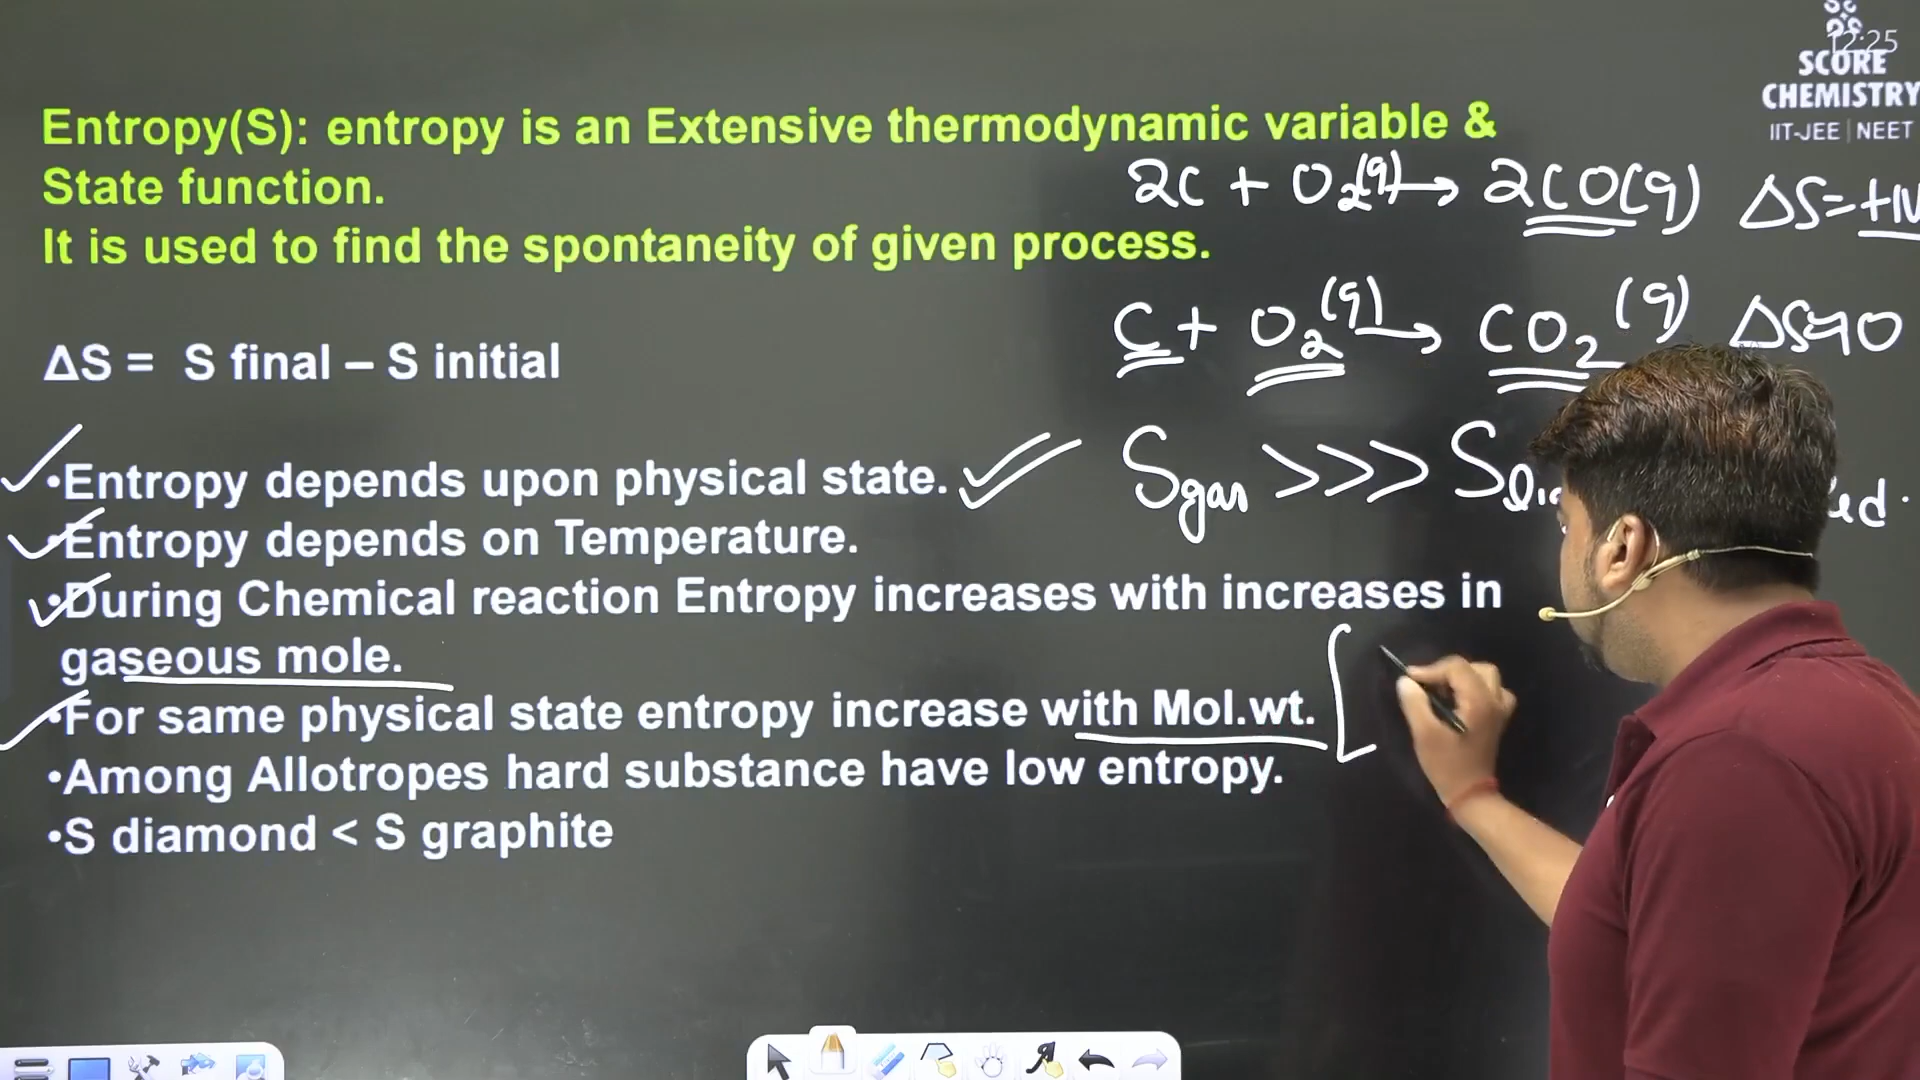 12:25
SCORE
CHEMISTRY
IIT-JEE | NEET
Entropy(S): entropy is an Extensive thermodynamic variable &
State function.
It is used to find the spontaneity of given process.
2C + O2(g) → 2CO(g) ΔS=+
C + O2(g) → CO2(g) ΔS≈0
ΔS = S final – S initial
•Entropy depends upon physical state.
Sgas >>> S
•Entropy depends on Temperature.
•During Chemical reaction Entropy increases with increases in
gaseous mole.
•For same physical state entropy increase with Mol.wt.
•Among Allotropes hard substance have low entropy.
•S diamond < S graphite